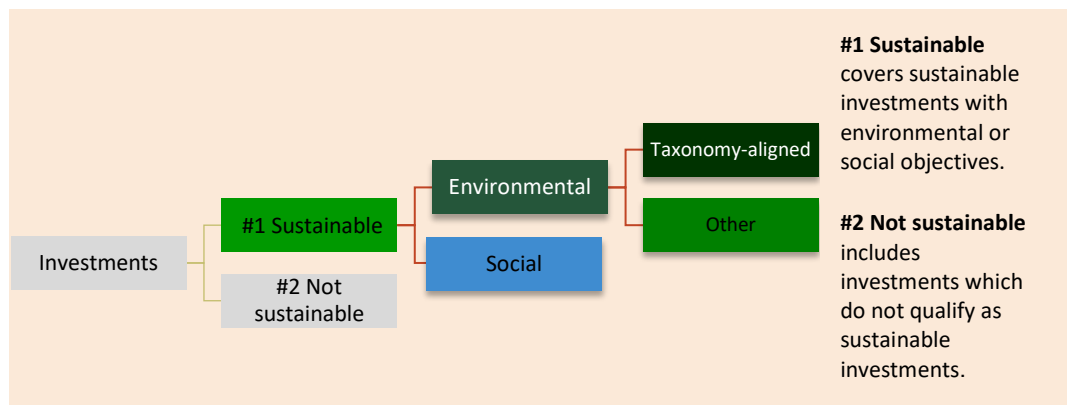 Investments
#1 Sustainable
#2 Not
sustainable
Environmental
Social
Taxonomy-aligned
Other
#1 Sustainable
covers sustainable
investments with
environmental or
social objectives.
#2 Not sustainable
includes
investments which
do not qualify as
sustainable
investments.